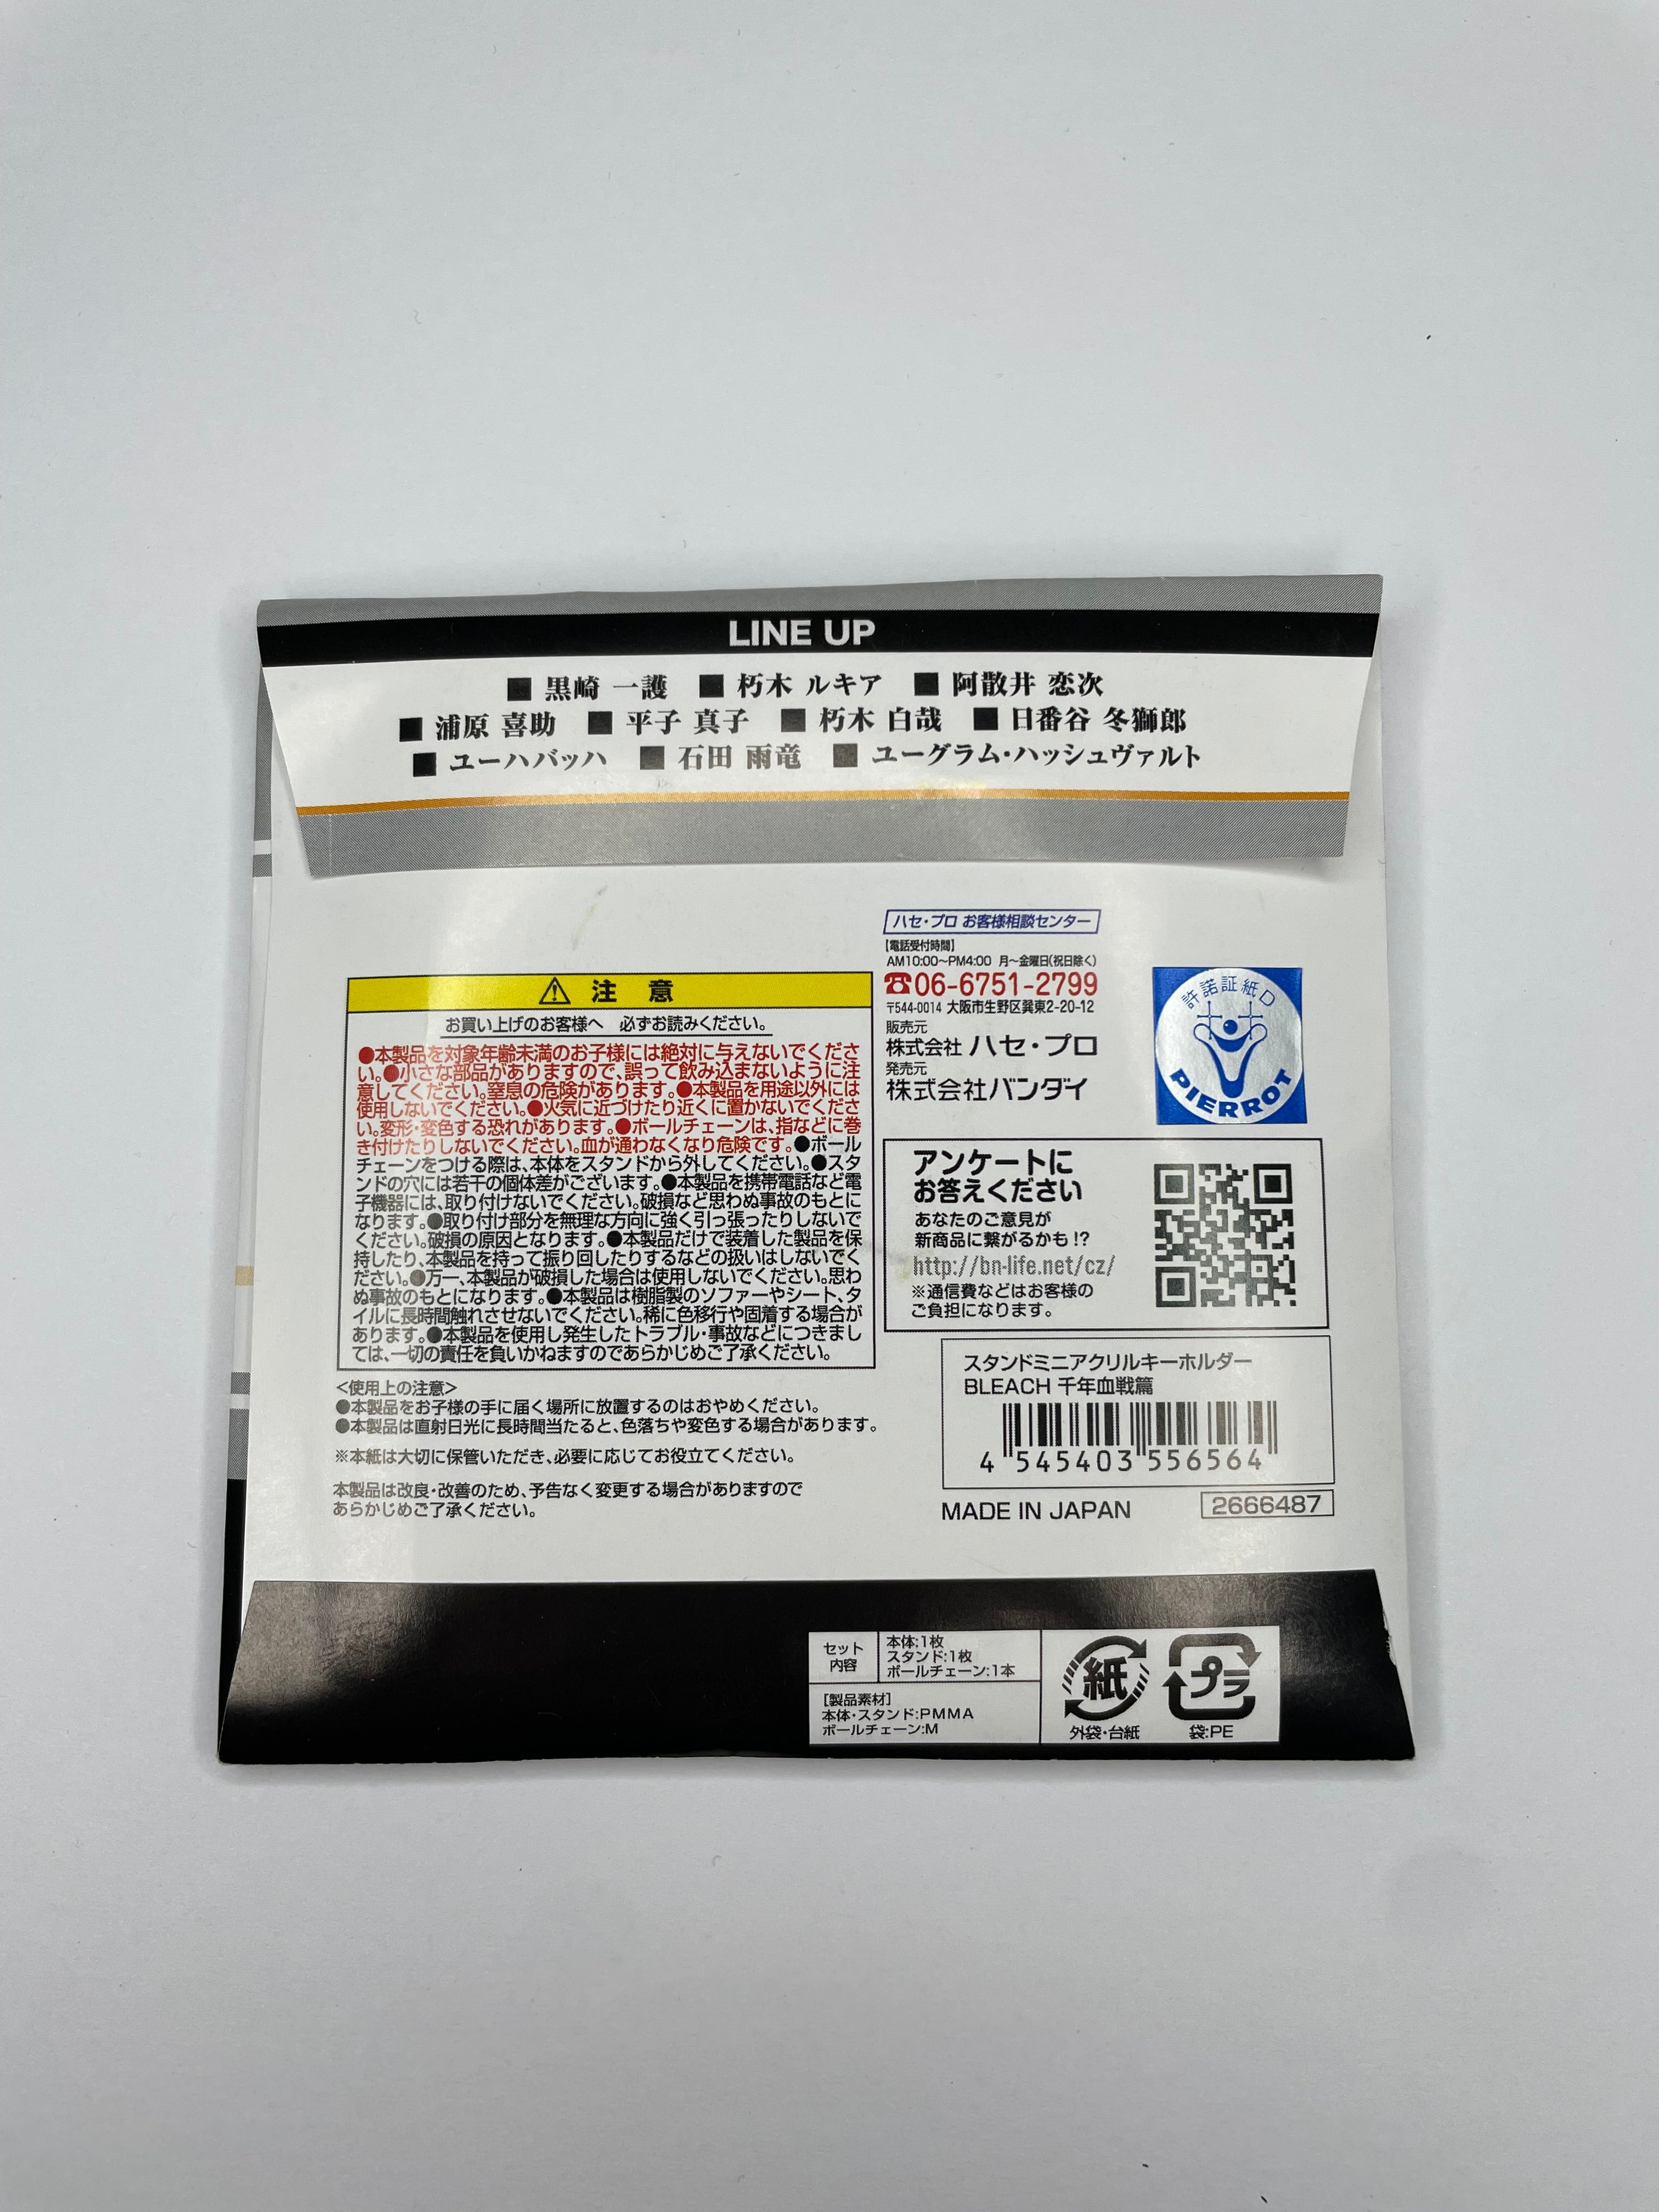 LINE UP
■ 黒崎 一護 ■ 朽木 ルキア ■ 阿散井 恋次
■ 浦原 喜助 ■ 平子 真子 ■ 朽木 白哉 ■ 日番谷 冬獅郎
■ ユーハバッハ ■ 石田 雨竜 ■ ユーグラム・ハッシュヴァルト
⚠ 注 意
お買い上げのお客様へ 必ずお読みください。
●本製品を対象年齢未満のお子様には絶対に与えないでくださ
い。●小さな部品がありますので、誤って飲み込まないように注
意してください。窒息の危険があります。●本製品を用途以外には
使用しないでください。●火気に近づけたり近くに置かないでくださ
い。変形・変色する恐れがあります。●ボールチェーンは、指などに巻
き付けたりしないでください。血が通わなくなり危険です。●ボール
チェーンをつける際は、本体をスタンドから外してください。●スタ
ンドの穴には若干の個体差がございます。●本製品を携帯電話など電
子機器には、取り付けないでください。破損など思わぬ事故のもとに
なります。●取り付け部分を無理な方向に強く引っ張ったりしないで
ください。破損の原因となります。●本製品だけで装着した製品を保
持したり、本製品を持って振り回したりするなどの扱いはしないでく
ださい。●万一、本製品が破損した場合は使用しないでください。思わ
ぬ事故のもとになります。●本製品は樹脂製のソファーやシート、タ
イルに長時間触れさせないでください。稀に色移行や固着する場合が
あります。●本製品を使用し発生したトラブル・事故などにつきまし
ては、一切の責任を負いかねますのであらかじめご了承ください。
<使用上の注意>
●本製品をお子様の手に届く場所に放置するのはおやめください。
●本製品は直射日光に長時間当たると、色落ちや変色する場合があります。
※本紙は大切に保管いただき、必要に応じてお役立てください。
本製品は改良・改善のため、予告なく変更する場合がありますので
あらかじめご了承ください。
ハセ・プロ お客様相談センター
【電話受付時間】
AM10:00〜PM4:00 月〜金曜日(祝日除く)
☎06-6751-2799
〒544-0014 大阪市生野区巽東2-20-12
販売元
株式会社 ハセ・プロ
発売元
株式会社バンダイ
許諾証紙D
PIERROT
アンケートに
お答えください
あなたのご意見が
新商品に繋がるかも!?
http://bn-life.net/cz/
※通信費などはお客様の
ご負担になります。
スタンドミニアクリルキーホルダー
BLEACH 千年血戦篇
4 545403 556564
MADE IN JAPAN
2666487
セット
内容
本体:1枚
スタンド:1枚
ボールチェーン:1本
[製品素材]
本体・スタンド:PMMA
ボールチェーン:M
紙
外袋・台紙
プラ
袋:PE